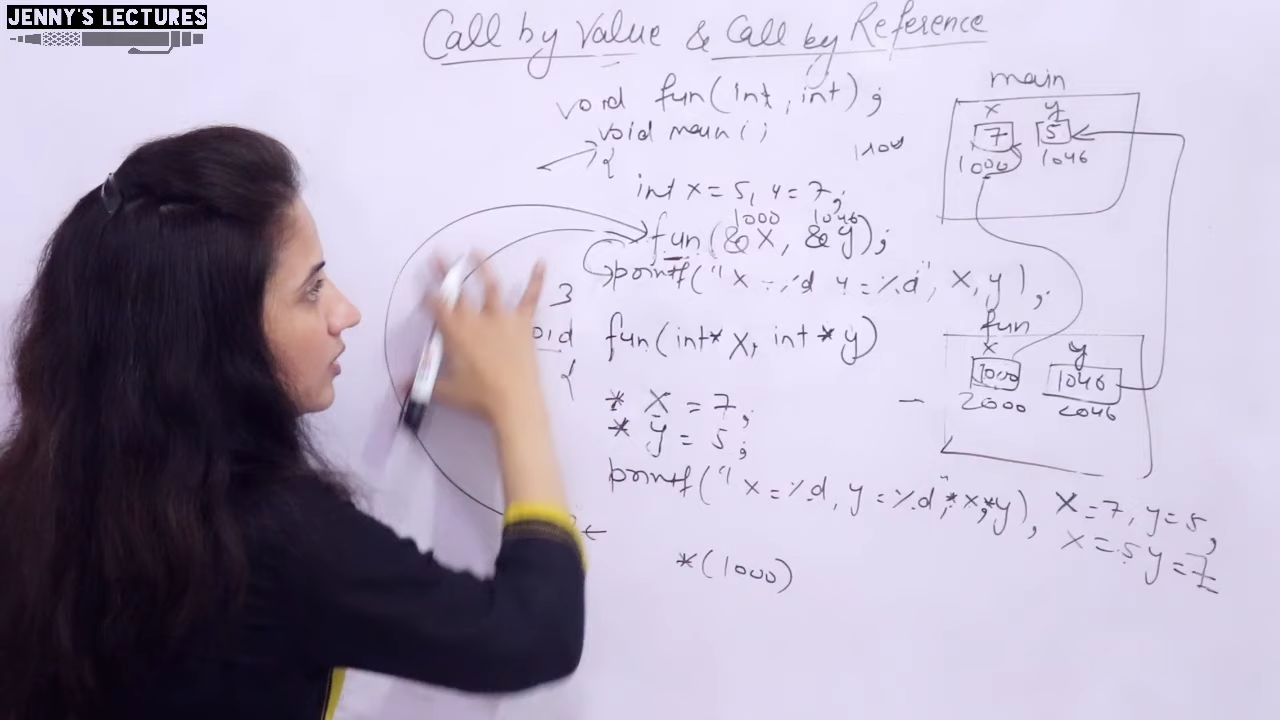 JENNY'S LECTURES
Call by Value & Call by Reference
void fun(int, int);
void main();
{
int x = 5, y = 7;
1000 1046
fun(&x, &y);
printf("x = %d y = %d", x, y);
}
void fun(int* x, int *y)
{
* x = 7;
* y = 5;
printf("x = %d, y = %d", *x, *y);
*(1000)
main
x y
7 5
1000 1046
fun
x y
1000 1046
2000 2046
x = 7, y = 5,
x = 5 y = 7